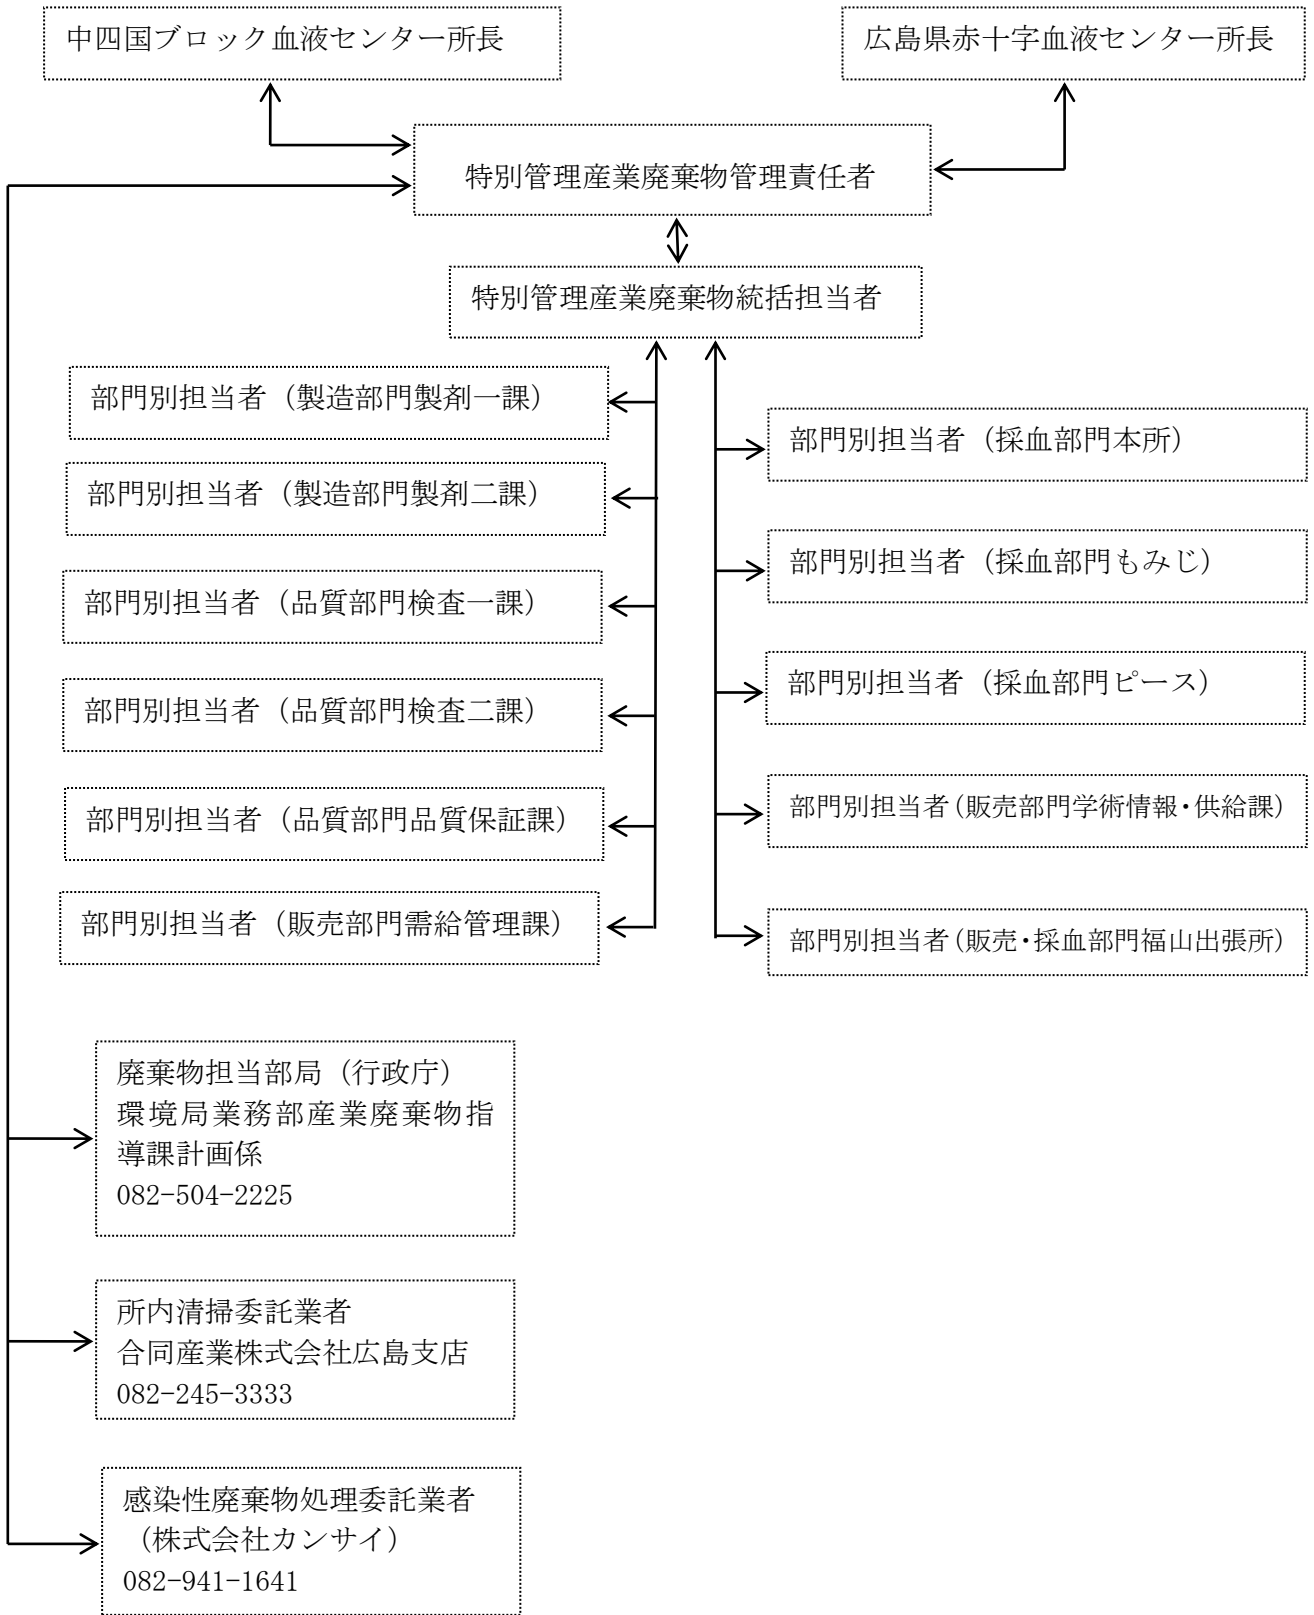 中四国ブロック血液センター所長
広島県赤十字血液センター所長
特別管理産業廃棄物管理責任者
特別管理産業廃棄物統括担当者
部門別担当者（製造部門製剤一課）
部門別担当者（製造部門製剤二課）
部門別担当者（品質部門検査一課）
部門別担当者（品質部門検査二課）
部門別担当者（品質部門品質保証課）
部門別担当者（販売部門需給管理課）
部門別担当者（採血部門本所）
部門別担当者（採血部門もみじ）
部門別担当者（採血部門ピース）
部門別担当者（販売部門学術情報・供給課）
部門別担当者（販売・採血部門福山出張所）
廃棄物担当部局（行政庁）
環境局業務部産業廃棄物指
導課計画係
082-504-2225
所内清掃委託業者
合同産業株式会社広島支店
082-245-3333
感染性廃棄物処理委託業者
（株式会社カンサイ）
082-941-1641